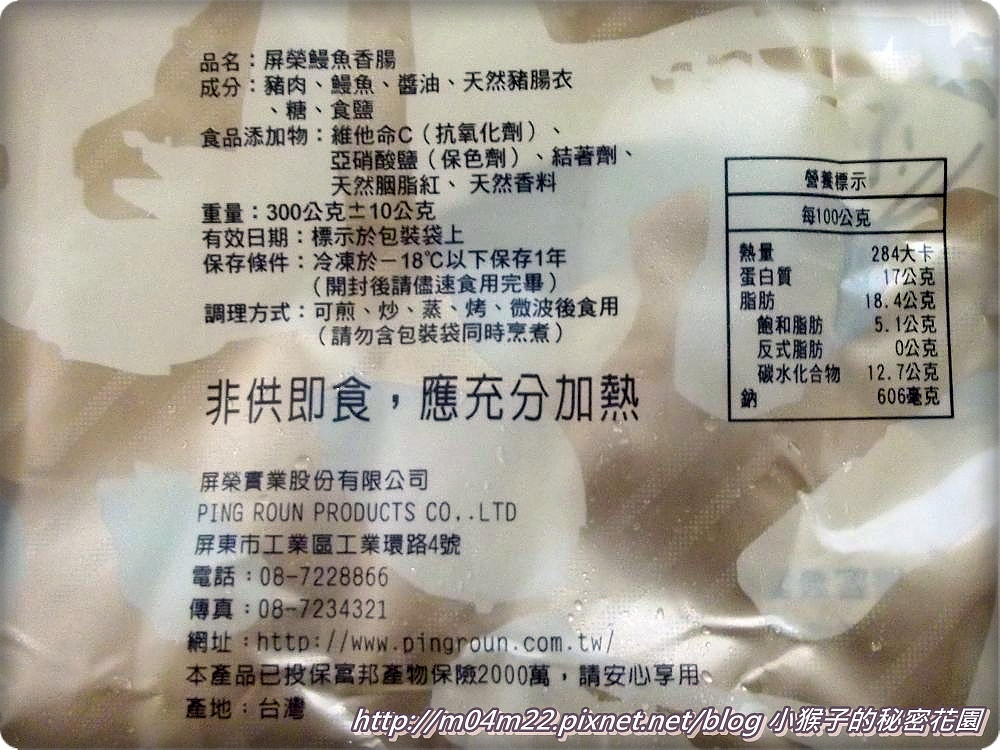 品名：屏榮鰻魚香腸
成分：豬肉、鰻魚、醬油、天然豬腸衣
、糖、食鹽
食品添加物：維他命C（抗氧化劑）、
亞硝酸鹽（保色劑）、結著劑、
天然胭脂紅、天然香料
重量：300公克±10公克
有效日期：標示於包裝袋上
保存條件：冷凍於－18℃以下保存1年
（開封後請儘速食用完畢）
調理方式：可煎、炒、蒸、烤、微波後食用
（請勿含包裝袋同時烹煮）
非供即食，應充分加熱
營養標示
每100公克
熱量 284大卡
蛋白質 17公克
脂肪 18.4公克
飽和脂肪 5.1公克
反式脂肪 0公克
碳水化合物 12.7公克
鈉 606毫克
屏榮實業股份有限公司
PING ROUN PRODUCTS CO,.LTD
屏東市工業區工業環路4號
電話：08-7228866
傳真：08-7234321
網址：http://www.pingroun.com.tw/
本產品已投保富邦產物保險2000萬，請安心享用。
產地：台灣
http://m04m22.pixnet.net/blog 小猴子的秘密花園